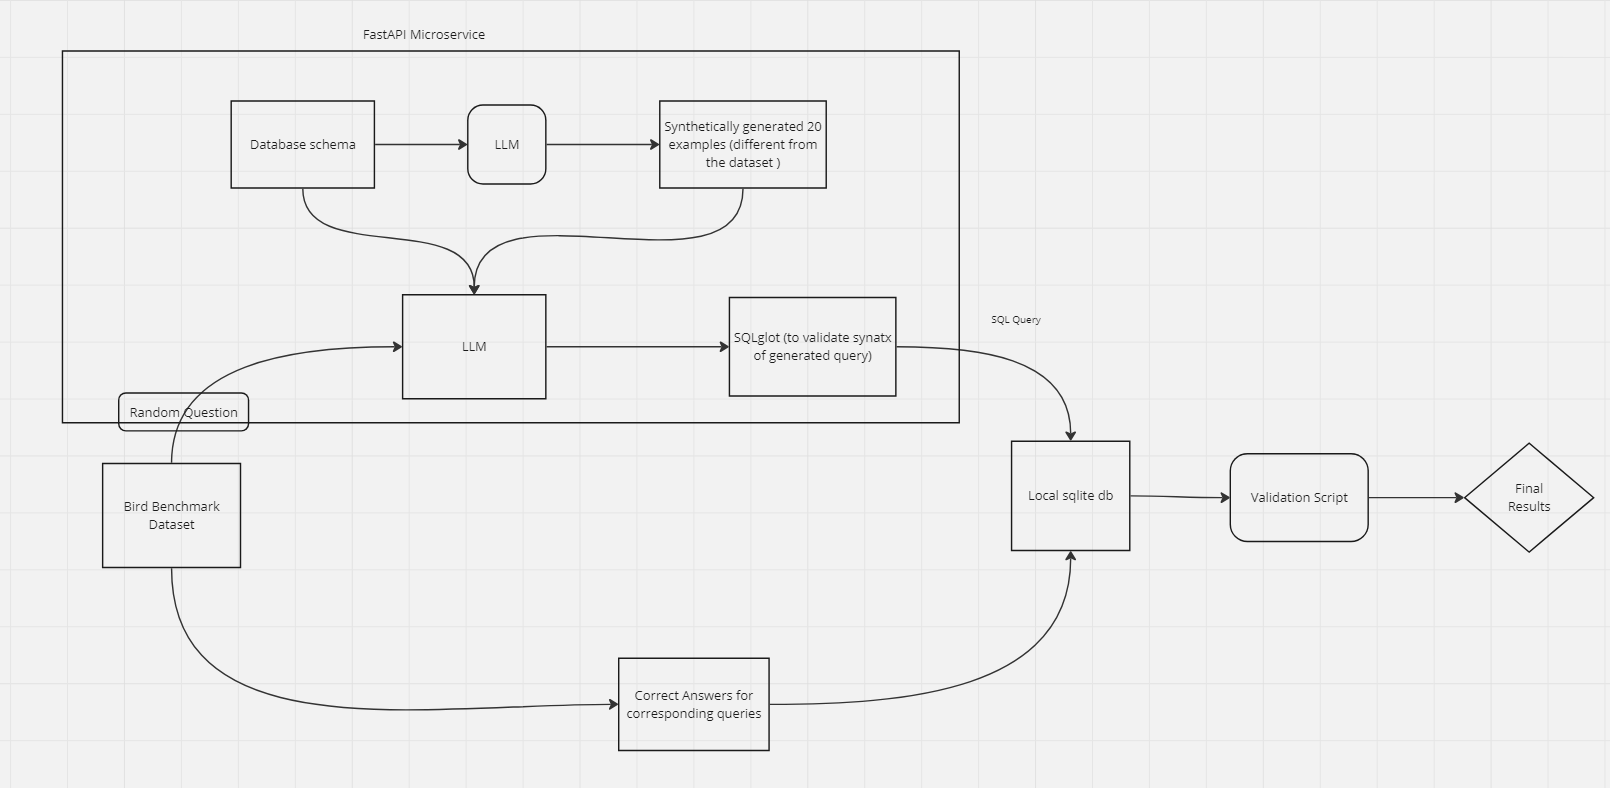 FastAPI Microservice
Database schema
LLM
Synthetically generated 20
examples (different from
the dataset )
LLM
SQLglot (to validate synatx
of generated query)
SQL Query
Random Question
Bird Benchmark
Dataset
Local sqlite db
Validation Script
Final
Results
Correct Answers for
corresponding queries